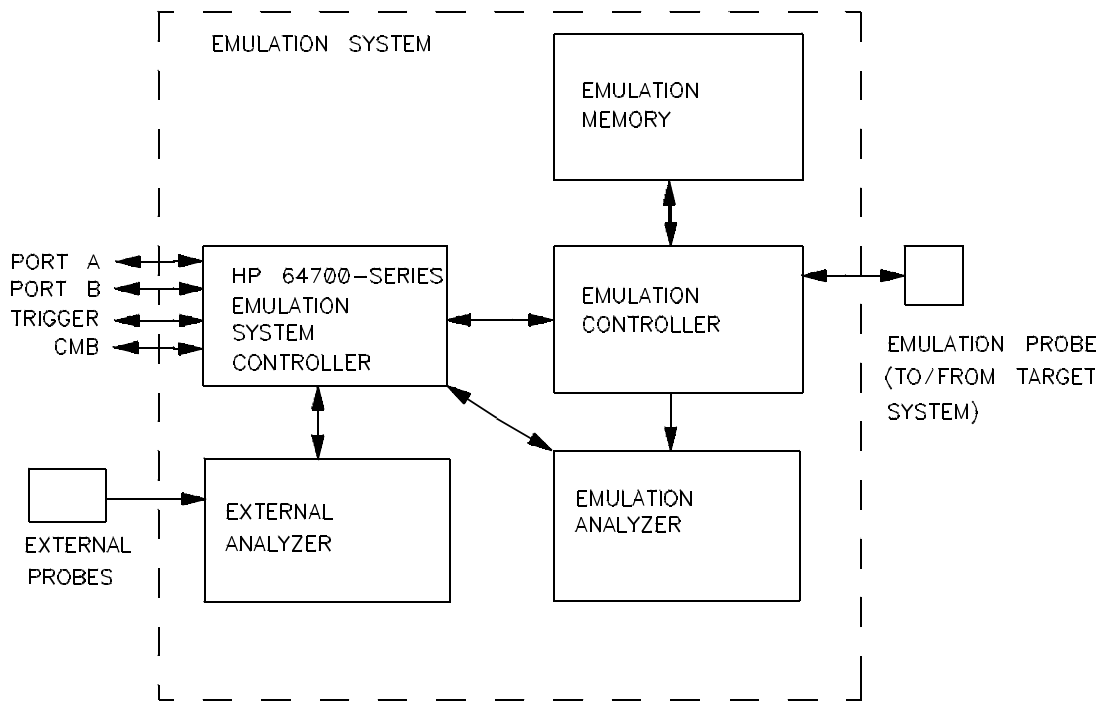 EMULATION SYSTEM
EMULATION
MEMORY
PORT A
PORT B
TRIGGER
CMB
HP 64700-SERIES
EMULATION
SYSTEM
CONTROLLER
EMULATION
CONTROLLER
EMULATION PROBE
(TO/FROM TARGET
SYSTEM)
EXTERNAL
PROBES
EXTERNAL
ANALYZER
EMULATION
ANALYZER